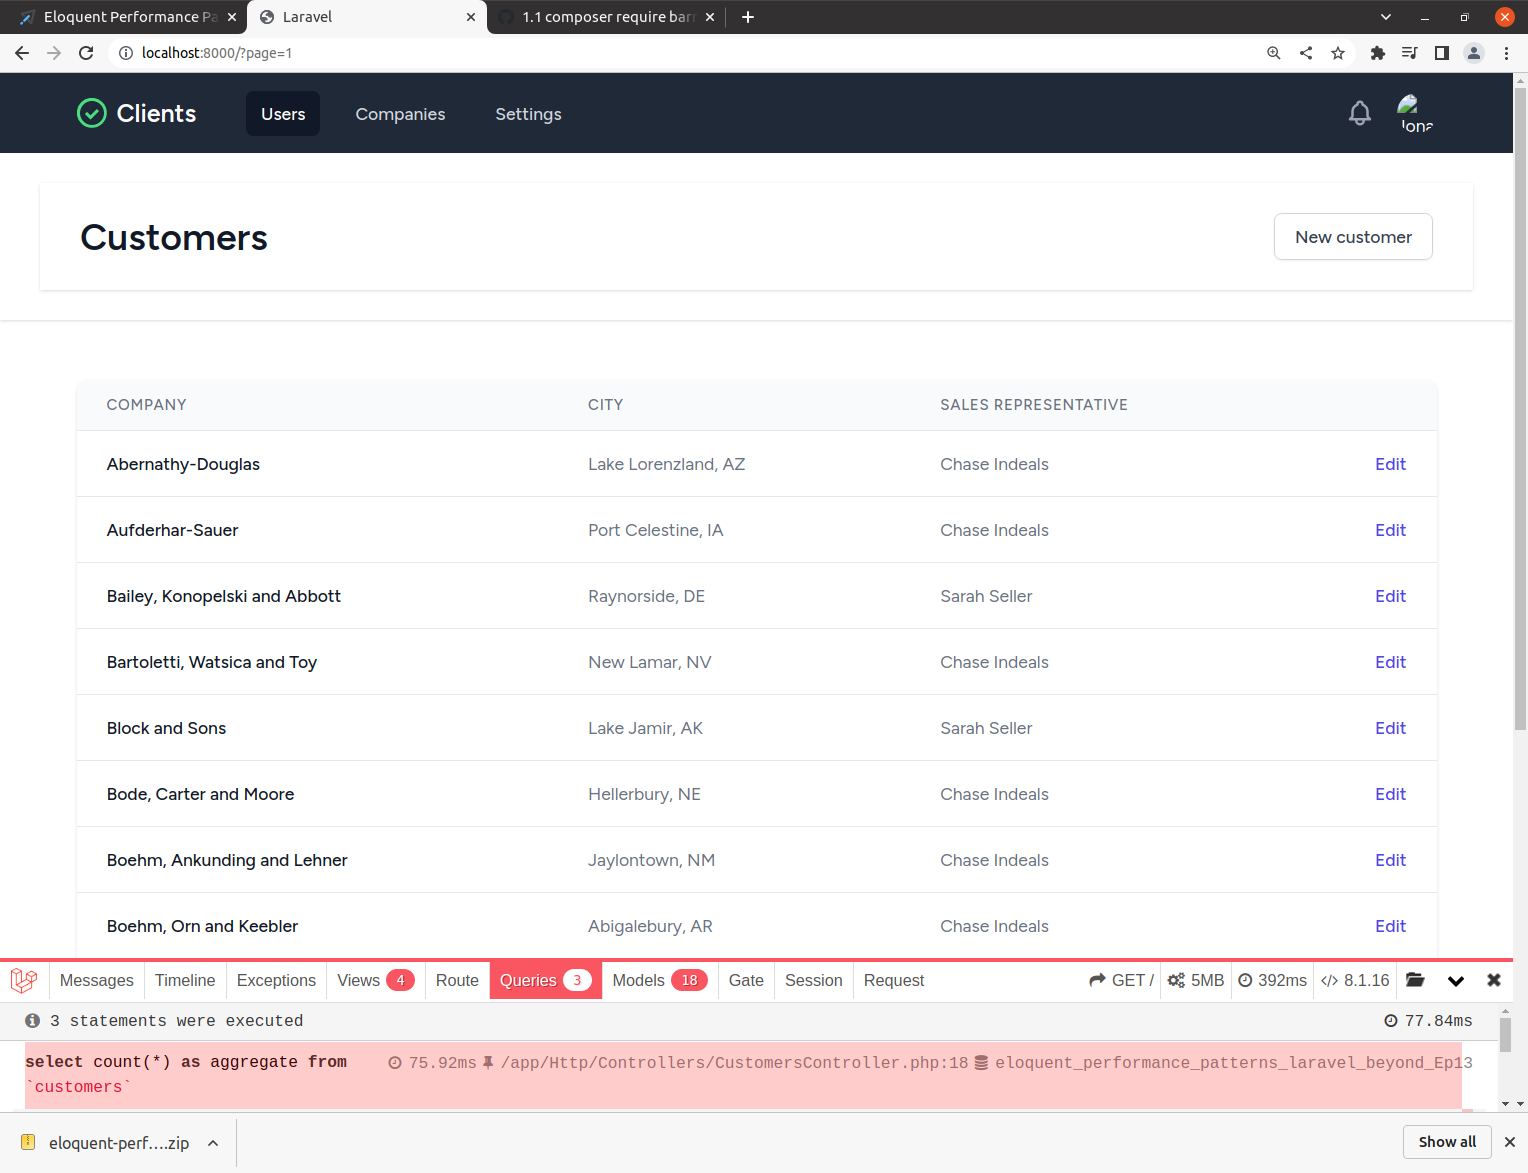 Eloquent Performance Pa
Laravel
1.1 composer require barr
localhost:8000/?page=1
Clients
Users
Companies
Settings
Jona
Customers
New customer
COMPANY CITY SALES REPRESENTATIVE
Abernathy-Douglas Lake Lorenzland, AZ Chase Indeals Edit
Aufderhar-Sauer Port Celestine, IA Chase Indeals Edit
Bailey, Konopelski and Abbott Raynorside, DE Sarah Seller Edit
Bartoletti, Watsica and Toy New Lamar, NV Chase Indeals Edit
Block and Sons Lake Jamir, AK Sarah Seller Edit
Bode, Carter and Moore Hellerbury, NE Chase Indeals Edit
Boehm, Ankunding and Lehner Jaylontown, NM Chase Indeals Edit
Boehm, Orn and Keebler Abigalebury, AR Chase Indeals Edit
Messages Timeline Exceptions Views 4 Route Queries 3 Models 18 Gate Session Request GET / 5MB 392ms </> 8.1.16
3 statements were executed 77.84ms
select count(*) as aggregate from 75.92ms /app/Http/Controllers/CustomersController.php:18 eloquent_performance_patterns_laravel_beyond_Ep13
`customers`
eloquent-perf....zip
Show all